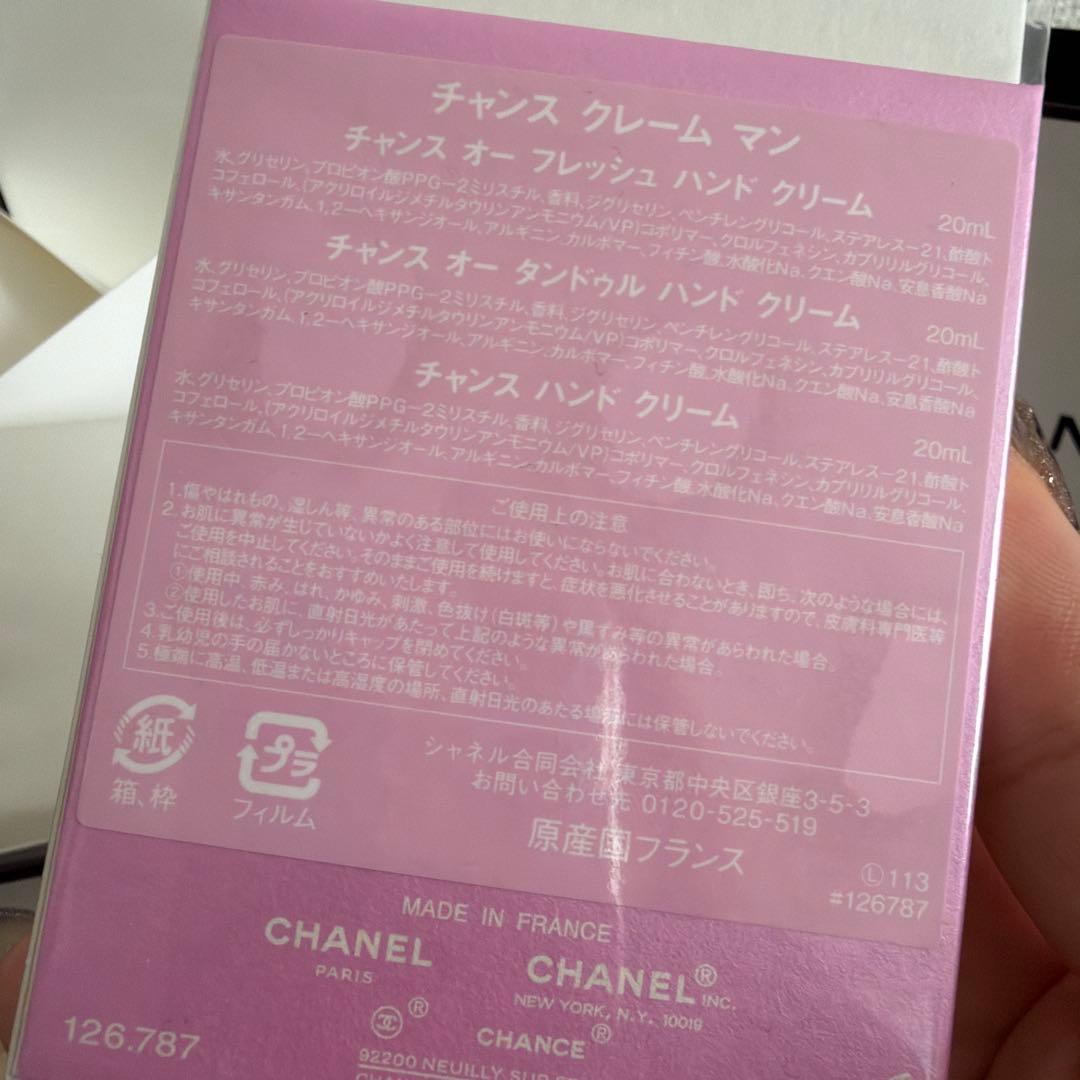 チャンス クレーム マン
チャンス オー フレッシュ ハンド クリーム
20mL
水、グリセリン、プロピオン酸PPG-2ミリスチル、香料、ジグリセリン、ペンチレングリコール、ステアレス-21、酢酸ト
コフェロール、(アクリロイルジメチルタウリンアンモニウム/VP)コポリマー、クロルフェネシン、カプリリルグリコール、
キサンタンガム、1,2-ヘキサンジオール、アルギニン、カルボマー、フィチン酸、水酸化Na、クエン酸Na、安息香酸Na
チャンス オー タンドゥル ハンド クリーム
20mL
水、グリセリン、プロピオン酸PPG-2ミリスチル、香料、ジグリセリン、ペンチレングリコール、ステアレス-21、酢酸ト
コフェロール、(アクリロイルジメチルタウリンアンモニウム/VP)コポリマー、クロルフェネシン、カプリリルグリコール、
キサンタンガム、1,2-ヘキサンジオール、アルギニン、カルボマー、フィチン酸、水酸化Na、クエン酸Na、安息香酸Na
チャンス ハンド クリーム
20mL
水、グリセリン、プロピオン酸PPG-2ミリスチル、香料、ジグリセリン、ペンチレングリコール、ステアレス-21、酢酸ト
コフェロール、(アクリロイルジメチルタウリンアンモニウム/VP)コポリマー、クロルフェネシン、カプリリルグリコール、
キサンタンガム、1,2-ヘキサンジオール、アルギニン、カルボマー、フィチン酸、水酸化Na、クエン酸Na、安息香酸Na
ご使用上の注意
1.傷やはれもの、湿しん等、異常のある部位にはお使いにならないでください。
2.お肌に異常が生じていないかよく注意して使用してください。お肌に合わないとき、即ち、次のような場合には、
ご使用を中止してください。そのままご使用を続けますと、症状を悪化させることがありますので、皮膚科専門医等
にご相談されることをおすすめいたします。
①使用中、赤み、はれ、かゆみ、刺激、色抜け(白斑等)や黒ずみ等の異常があらわれた場合。
②使用したお肌に、直射日光があたって上記のような異常があらわれた場合。
3.ご使用後は、必ずしっかりキャップを閉めてください。
4.乳幼児の手の届かないところに保管してください。
5.極端に高温、低温または高湿度の場所、直射日光のあたる場所には保管しないでください。
紙
箱、枠
プラ
フィルム
シャネル合同会社 東京都中央区銀座3-5-3
お問い合わせ先 0120-525-519
原産国フランス
Ⓛ113
#126787
MADE IN FRANCE
CHANEL
PARIS
CHANEL® INC.
NEW YORK, N.Y. 10019
®
CHANCE®
126.787
92200 NEUILLY SUR